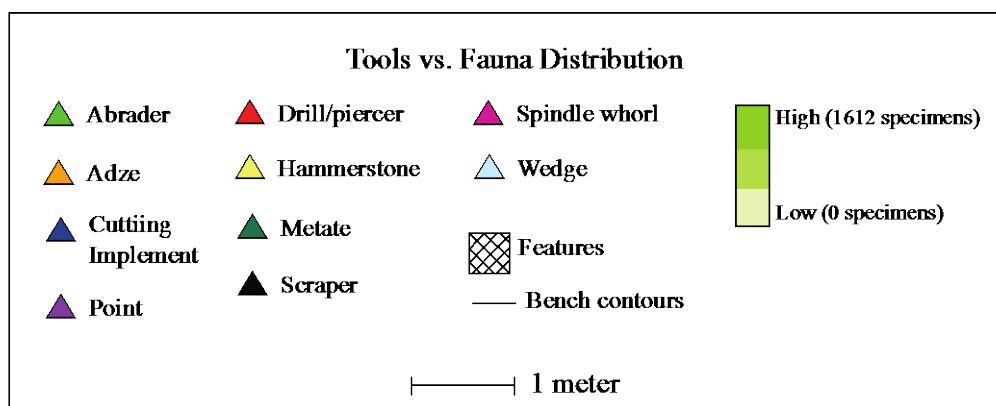 Tools vs. Fauna Distribution
Abrader
Adze
Cuttiing
Implement
Point
Drill/piercer
Hammerstone
Metate
Scraper
Spindle whorl
Wedge
Features
Bench contours
High (1612 specimens)
Low (0 specimens)
1 meter